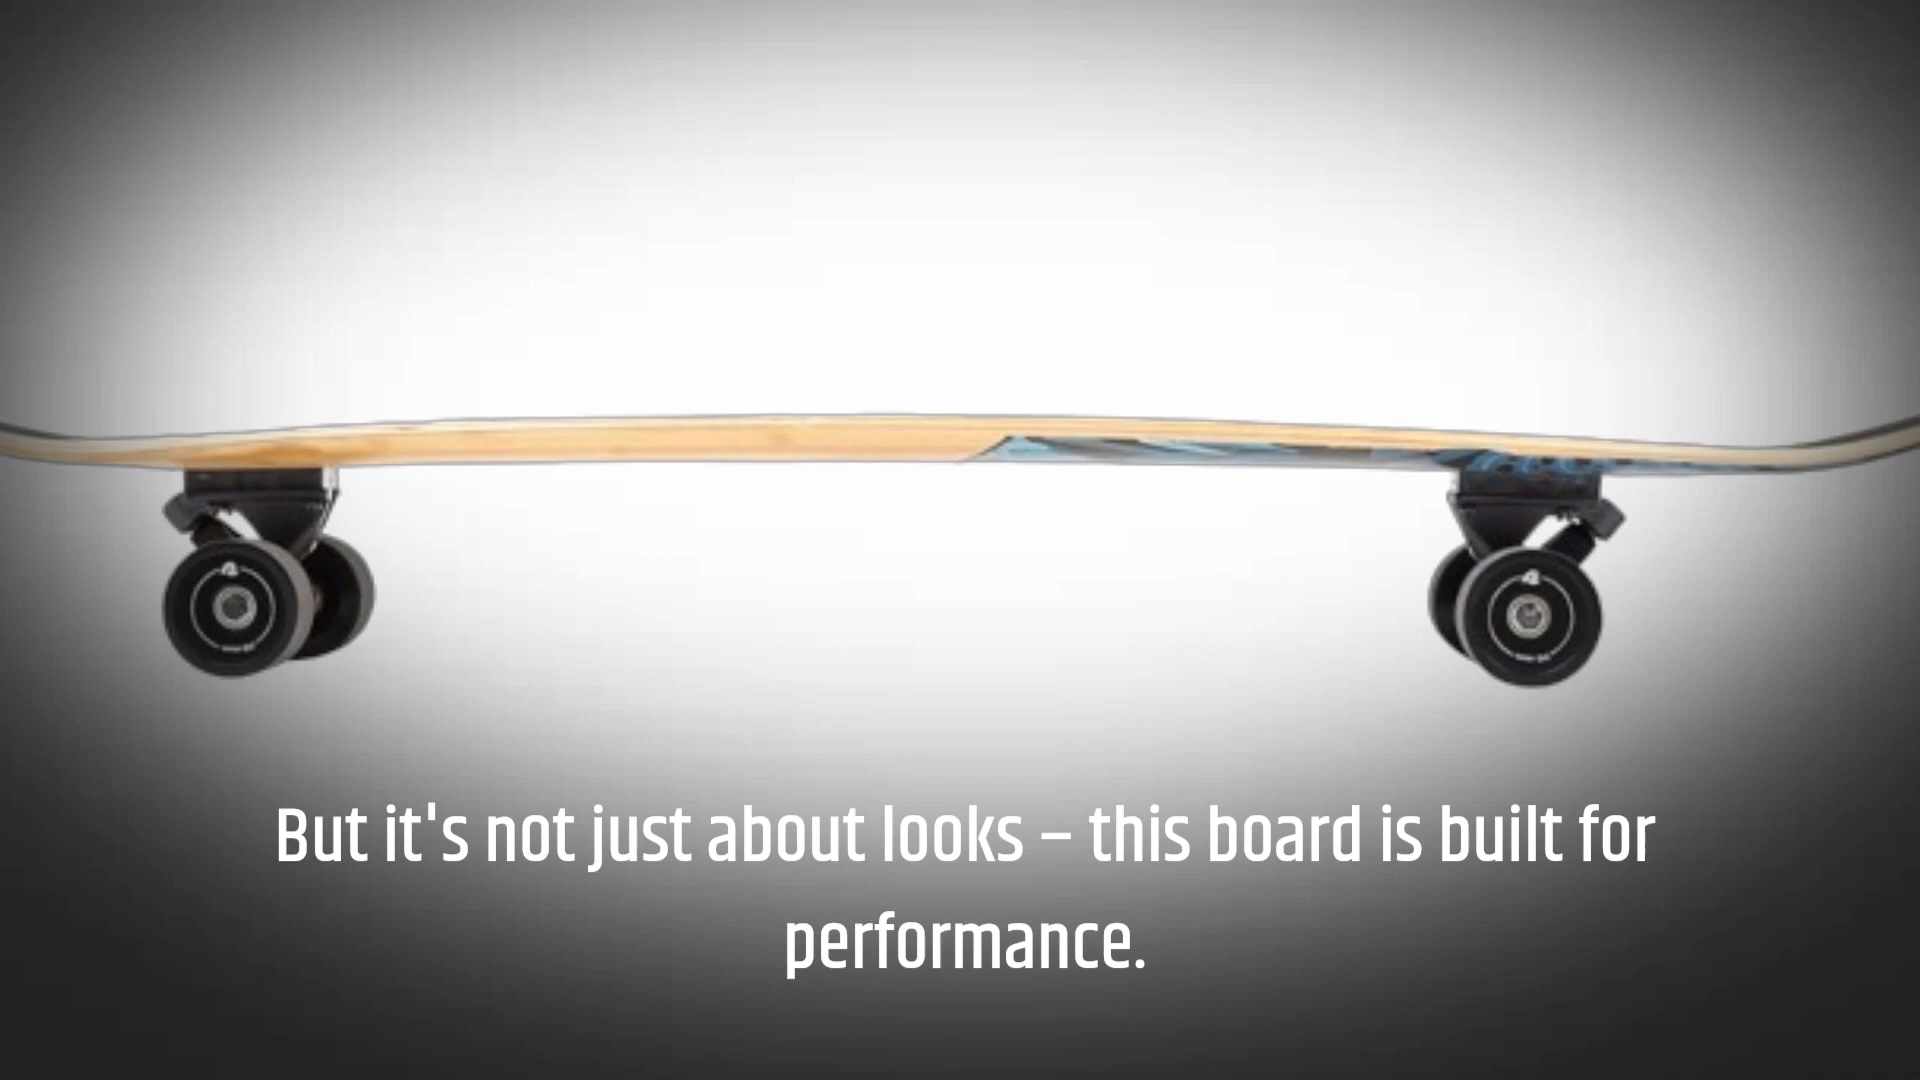 But it's not just about looks – this board is built for
performance.